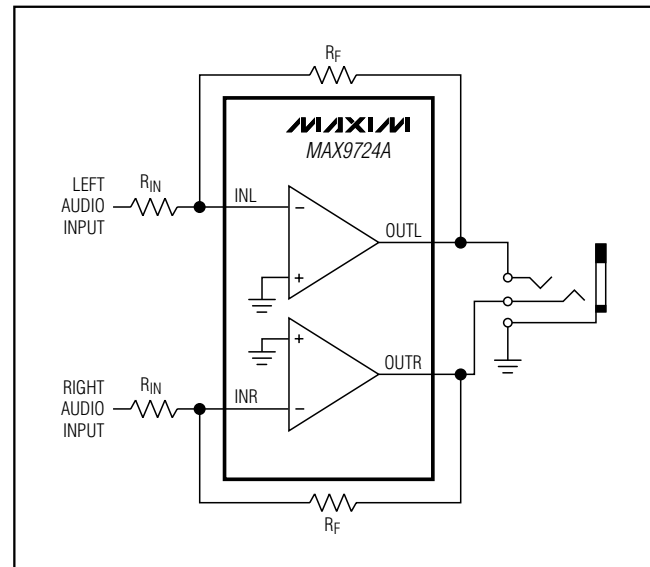 RF
MAXIM
MAX9724A
LEFT
AUDIO
INPUT
RIN
INL
−
+
OUTL
+
OUTR
RIGHT
AUDIO
INPUT
RIN
INR
−
RF